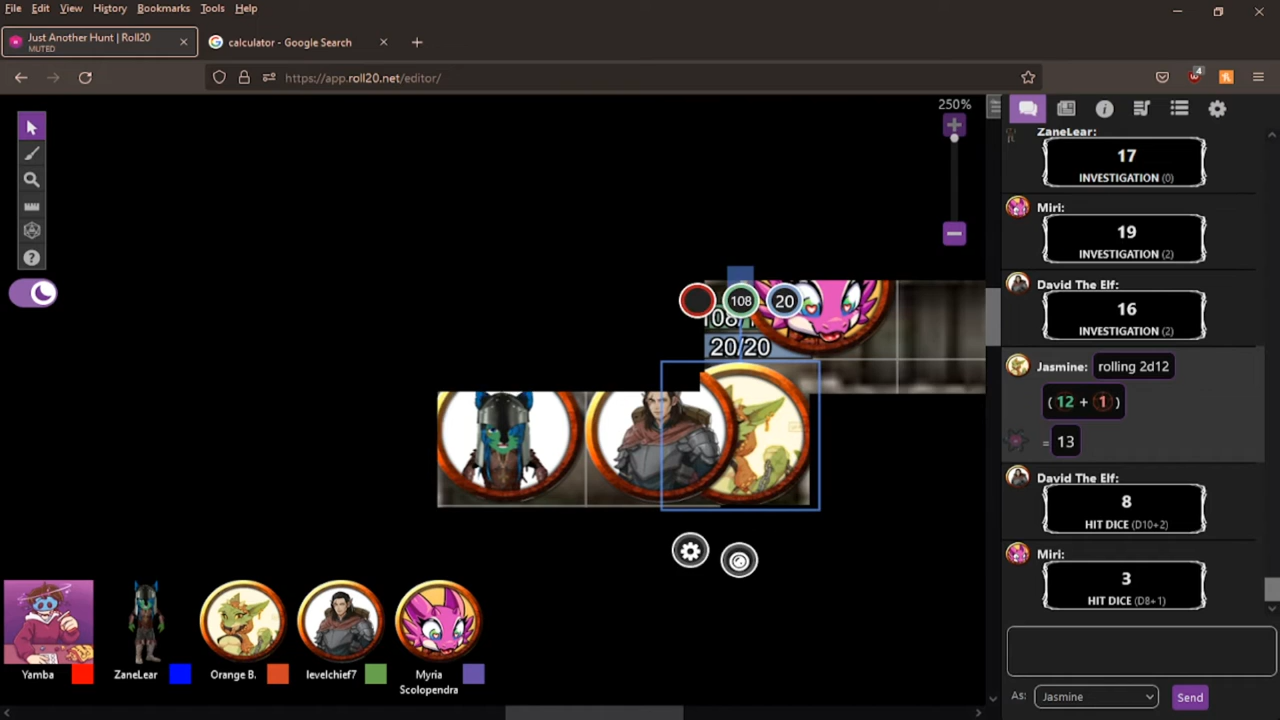 File Edit View History Bookmarks Tools Help
Just Another Hunt | Roll20
MUTED
calculator - Google Search
https://app.roll20.net/editor/
4
250%
108
20
108/
20/20
ZaneLear:
17
INVESTIGATION (0)
Miri:
19
INVESTIGATION (2)
David The Elf:
16
INVESTIGATION (2)
Jasmine: rolling 2d12
(12 + 1)
= 13
David The Elf:
8
HIT DICE (D10+2)
Miri:
3
HIT DICE (D8+1)
As: Jasmine Send
Yamba
ZaneLear
Orange B.
levelchief7
Myria
Scolopendra